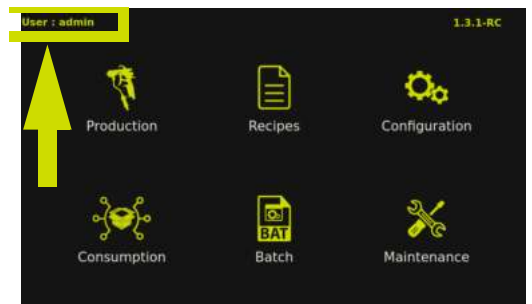 User : admin
1.3.1-RC
Production
Recipes
Configuration
BAT
Consumption
Batch
Maintenance